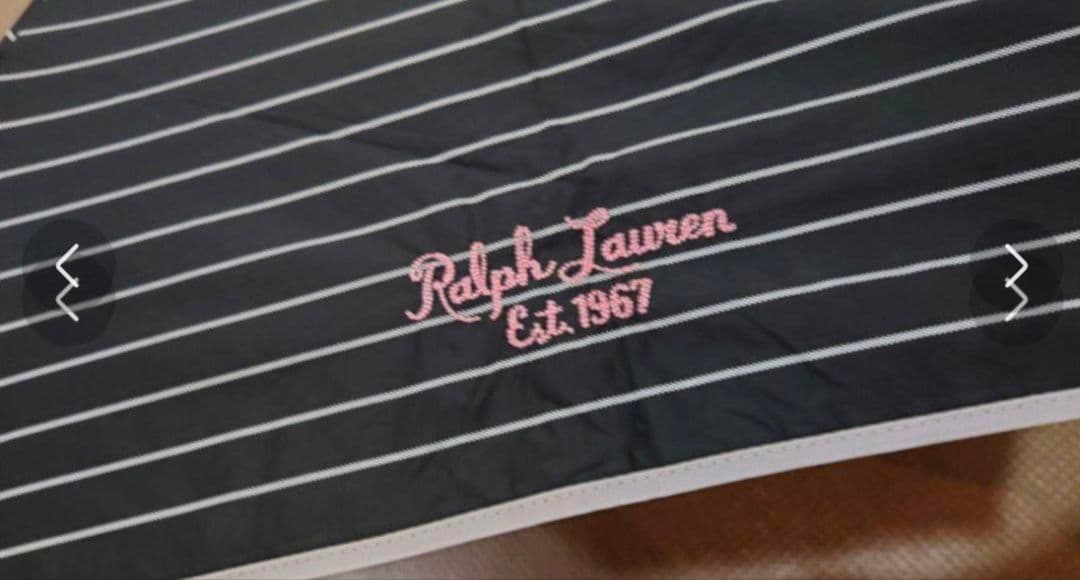 Ralph Lauren
Est. 1967